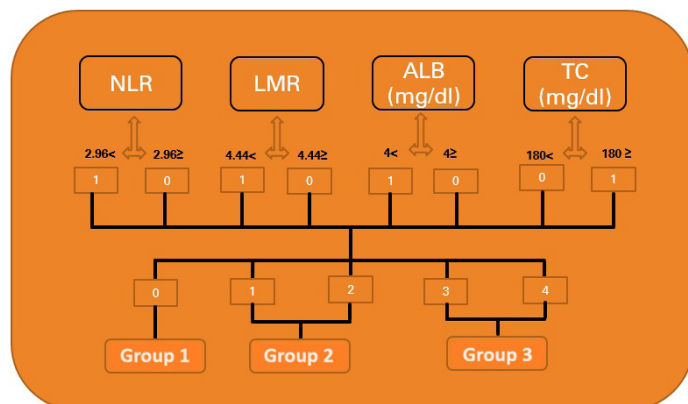 NLR
LMR
ALB
(mg/dl)
TC
(mg/dl)
2.96< 2.96≥ 4.44< 4.44≥ 4< 4≥ 180< 180 ≥
1 0 1 0 1 0 0 1
0 1 2 3 4
Group 1 Group 2 Group 3